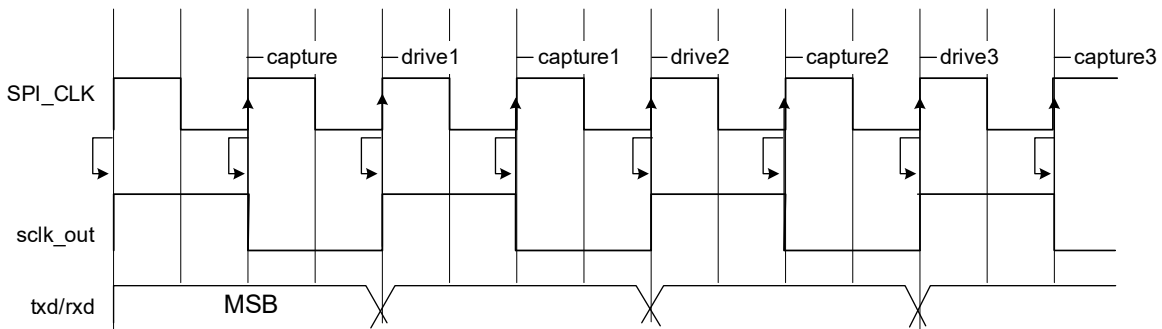 capture drive1 capture1 drive2 capture2 drive3 capture3
SPI_CLK
sclk_out
txd/rxd MSB